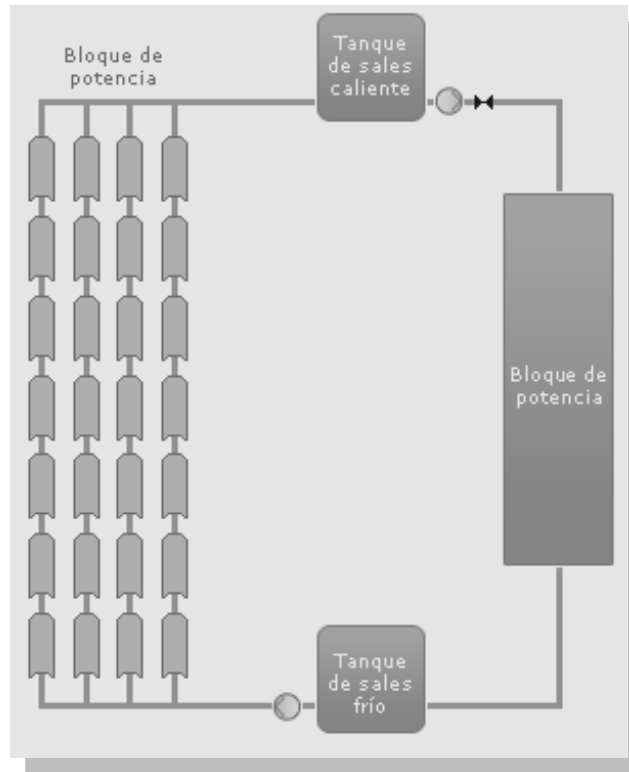 Bloque de
potencia
Tanque
de sales
caliente
Bloque de
potencia
Tanque
de sales
frío